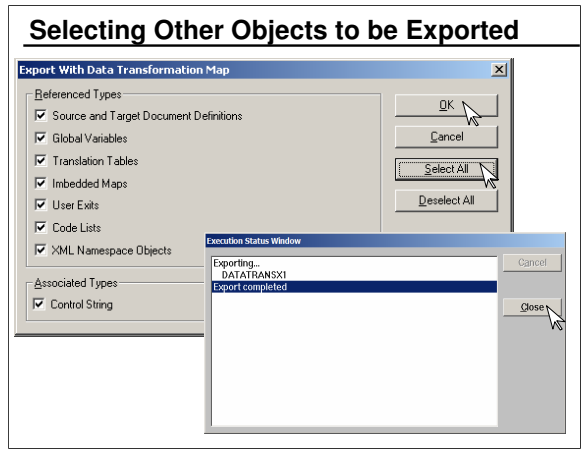 Selecting Other Objects to be Exported
Export With Data Transformation Map
Referenced Types
Source and Target Document Definitions
Global Variables
Translation Tables
Imbedded Maps
User Exits
Code Lists
XML Namespace Objects
Associated Types
Control String
OK
Cancel
Select All
Deselect All
Execution Status Window
Exporting...
DATATRANSX1
Export completed
Cancel
Close